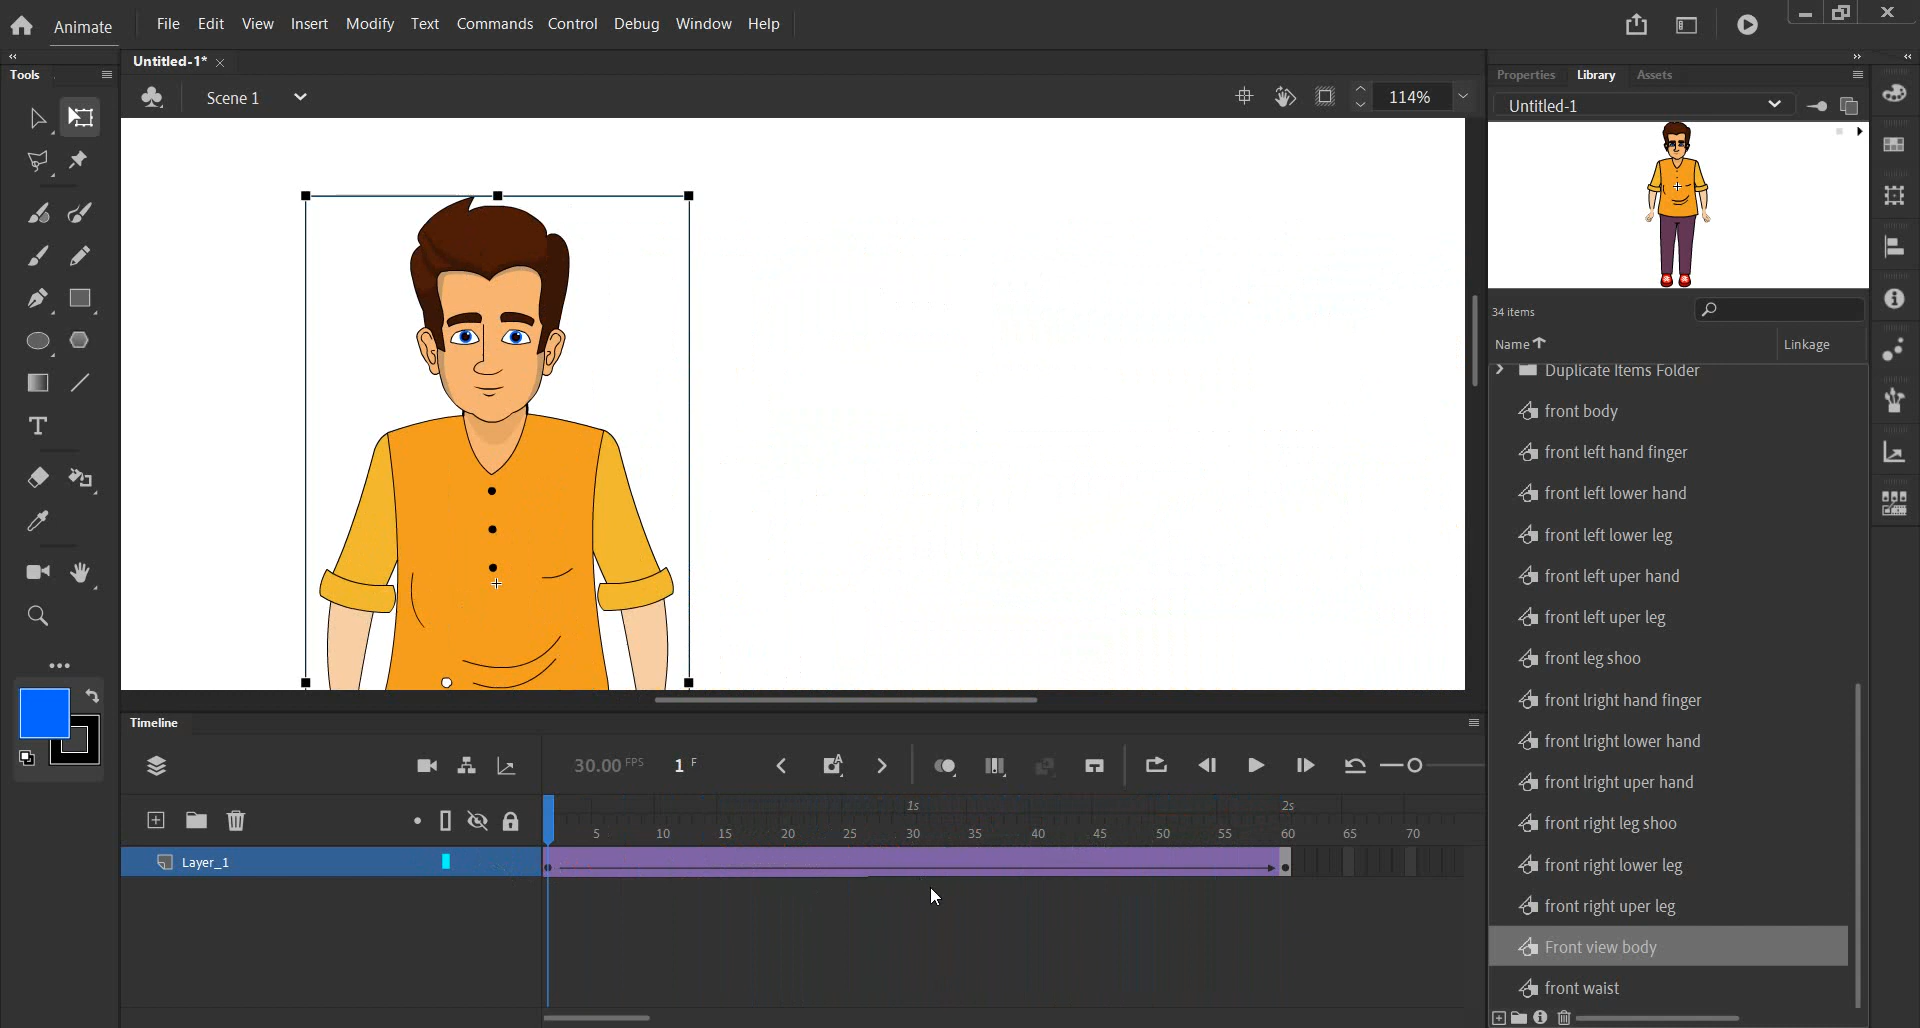 Animate File Edit View Insert Modify Text Commands Control Debug Window Help
Tools
Untitled-1*
Scene 1
114%
Properties Library Assets
Untitled-1
34 items
Name Linkage
Duplicate Items Folder
front body
front left hand finger
front left lower hand
front left lower leg
front left uper hand
front left uper leg
front leg shoo
front lright hand finger
front lright lower hand
front lright uper hand
front right leg shoo
front right lower leg
front right uper leg
Front view body
front waist
Timeline
30.00 FPS 1 F
1s 2s
5 10 15 20 25 30 35 40 45 50 55 60 65 70
Layer_1